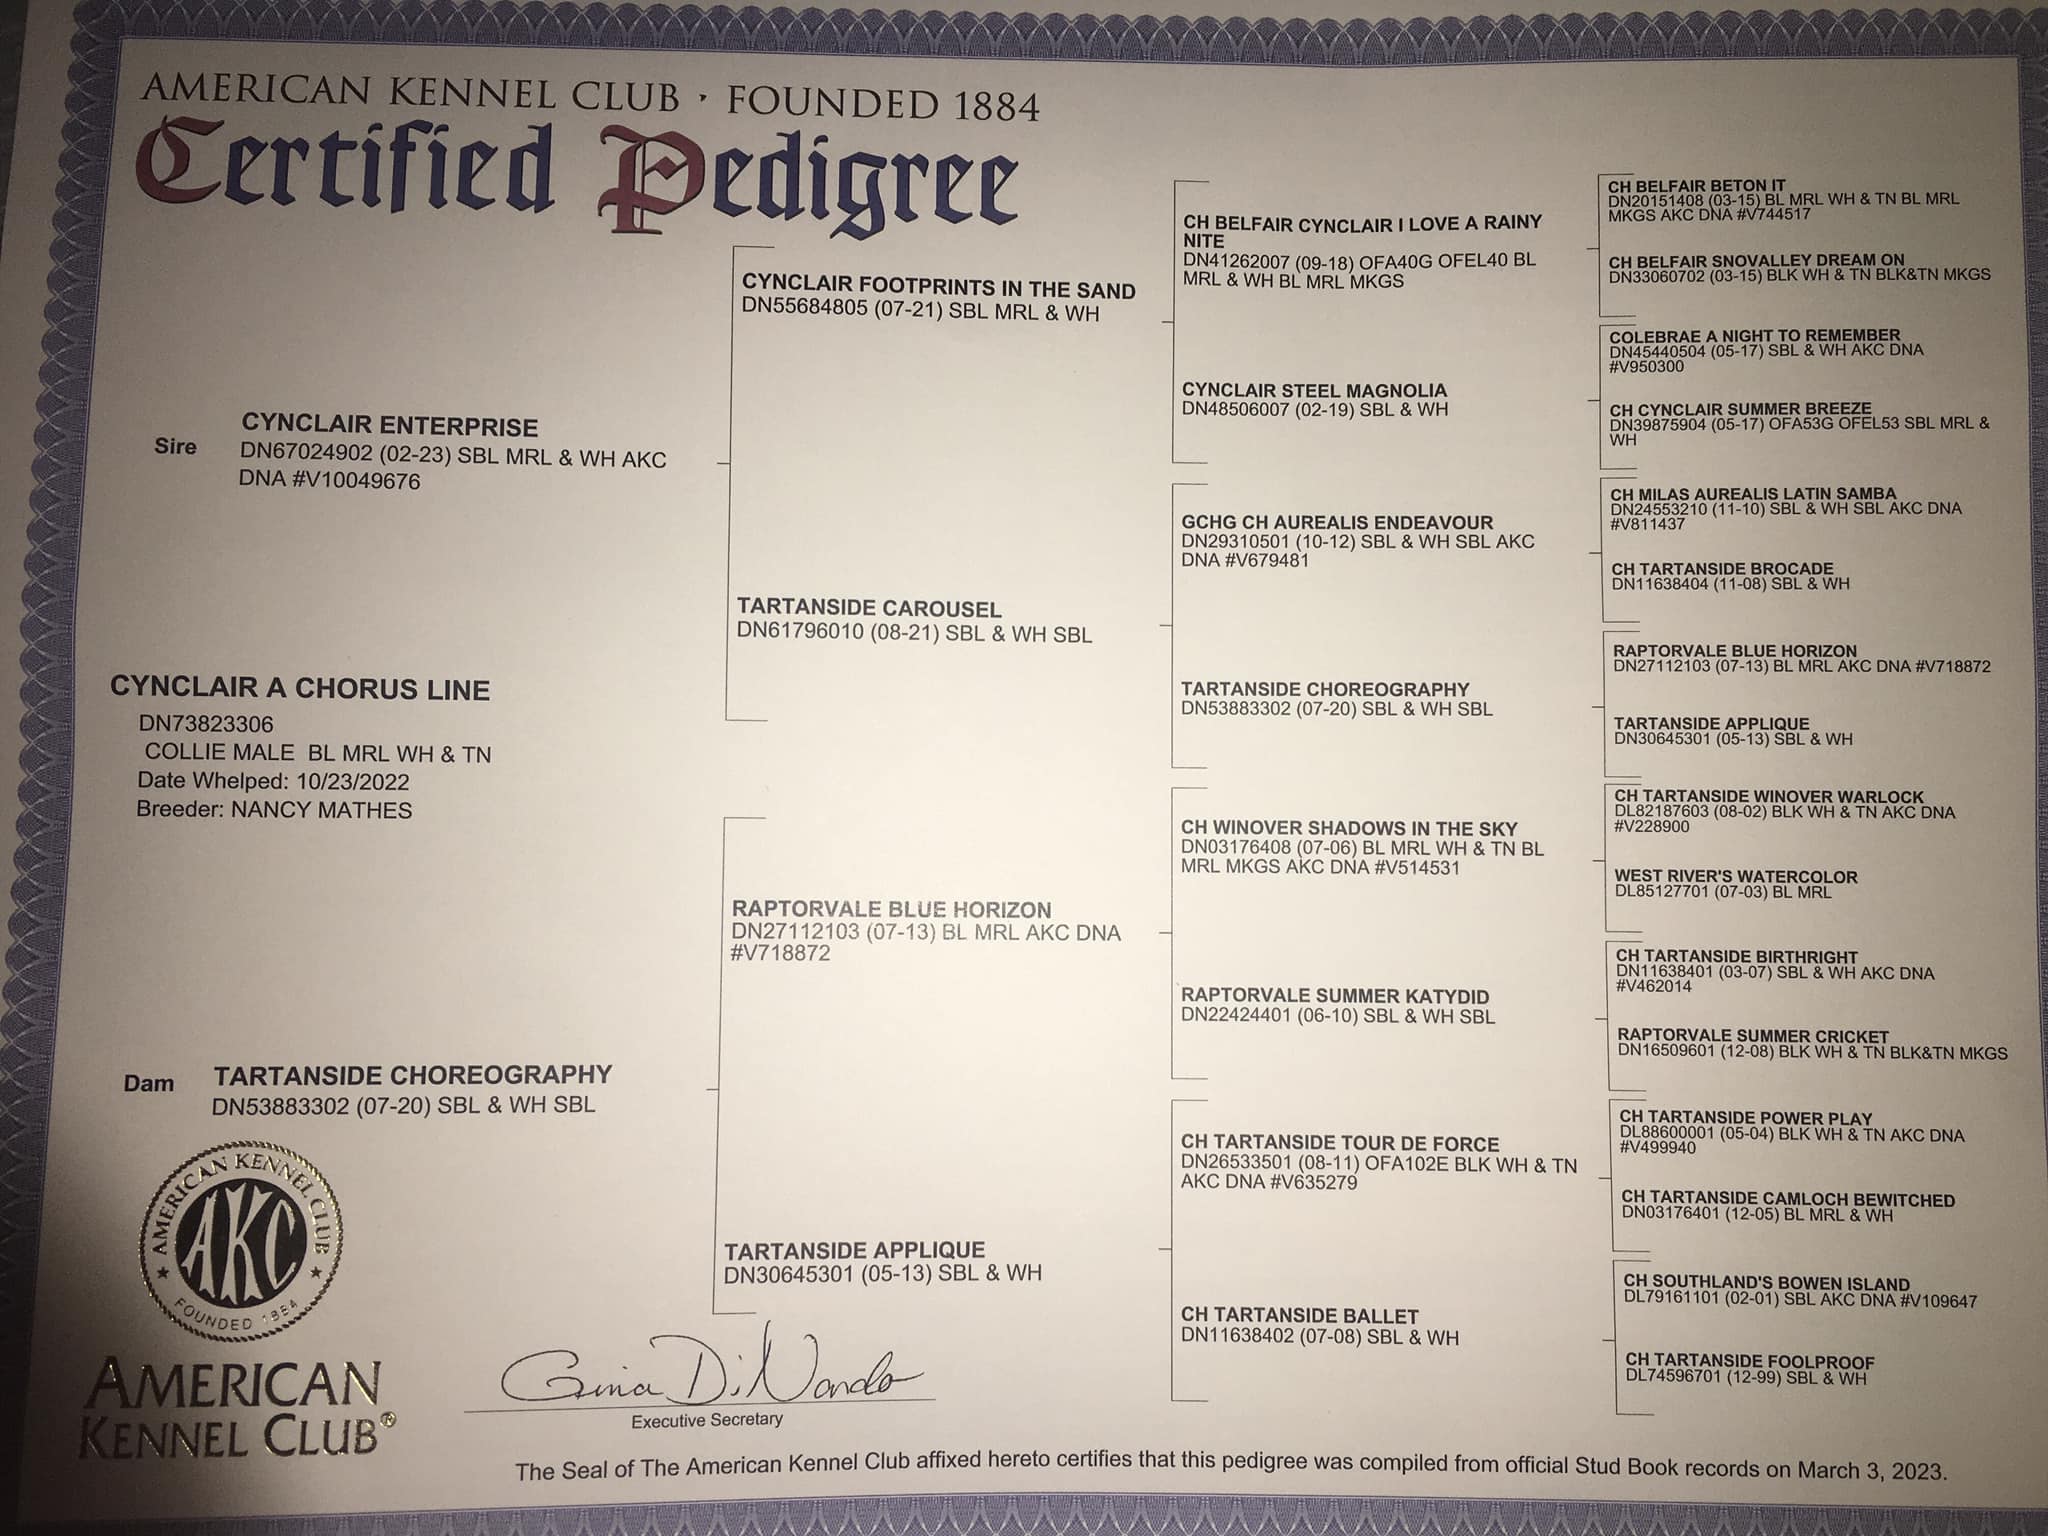 AMERICAN KENNEL CLUB · FOUNDED 1884
Certified Pedigree
Sire
CYNCLAIR ENTERPRISE
DN67024902 (02-23) SBL MRL & WH AKC
DNA #V10049676
CYNCLAIR A CHORUS LINE
DN73823306
COLLIE MALE BL MRL WH & TN
Date Whelped: 10/23/2022
Breeder: NANCY MATHES
Dam
TARTANSIDE CHOREOGRAPHY
DN53883302 (07-20) SBL & WH SBL
CYNCLAIR FOOTPRINTS IN THE SAND
DN55684805 (07-21) SBL MRL & WH
TARTANSIDE CAROUSEL
DN61796010 (08-21) SBL & WH SBL
RAPTORVALE BLUE HORIZON
DN27112103 (07-13) BL MRL AKC DNA
#V718872
TARTANSIDE APPLIQUE
DN30645301 (05-13) SBL & WH
CH BELFAIR CYNCLAIR I LOVE A RAINY
NITE
DN41262007 (09-18) OFA40G OFEL40 BL
MRL & WH BL MRL MKGS
CYNCLAIR STEEL MAGNOLIA
DN48506007 (02-19) SBL & WH
GCHG CH AUREALIS ENDEAVOUR
DN29310501 (10-12) SBL & WH SBL AKC
DNA #V679481
TARTANSIDE CHOREOGRAPHY
DN53883302 (07-20) SBL & WH SBL
CH WINOVER SHADOWS IN THE SKY
DN03176408 (07-06) BL MRL WH & TN BL
MRL MKGS AKC DNA #V514531
RAPTORVALE SUMMER KATYDID
DN22424401 (06-10) SBL & WH SBL
CH TARTANSIDE TOUR DE FORCE
DN26533501 (08-11) OFA102E BLK WH & TN
AKC DNA #V635279
CH TARTANSIDE BALLET
DN11638402 (07-08) SBL & WH
CH BELFAIR BETON IT
DN20151408 (03-15) BL MRL WH & TN BL MRL
MKGS AKC DNA #V744517
CH BELFAIR SNOVALLEY DREAM ON
DN33060702 (03-15) BLK WH & TN BLK&TN MKGS
COLEBRAE A NIGHT TO REMEMBER
DN45440504 (05-17) SBL & WH AKC DNA
#V950300
CH CYNCLAIR SUMMER BREEZE
DN39875904 (05-17) OFA53G OFEL53 SBL MRL &
WH
CH MILAS AUREALIS LATIN SAMBA
DN24553210 (11-10) SBL & WH SBL AKC DNA
#V811437
CH TARTANSIDE BROCADE
DN11638404 (11-08) SBL & WH
RAPTORVALE BLUE HORIZON
DN27112103 (07-13) BL MRL AKC DNA #V718872
TARTANSIDE APPLIQUE
DN30645301 (05-13) SBL & WH
CH TARTANSIDE WINOVER WARLOCK
DL82187603 (08-02) BLK WH & TN AKC DNA
#V228900
WEST RIVER'S WATERCOLOR
DL85127701 (07-03) BL MRL
CH TARTANSIDE BIRTHRIGHT
DN11638401 (03-07) SBL & WH AKC DNA
#V462014
RAPTORVALE SUMMER CRICKET
DN16509601 (12-08) BLK WH & TN BLK&TN MKGS
CH TARTANSIDE POWER PLAY
DL88600001 (05-04) BLK WH & TN AKC DNA
#V499940
CH TARTANSIDE CAMLOCH BEWITCHED
DN03176401 (12-05) BL MRL & WH
CH SOUTHLAND'S BOWEN ISLAND
DL79161101 (02-01) SBL AKC DNA #V109647
CH TARTANSIDE FOOLPROOF
DL74596701 (12-99) SBL & WH
AMERICAN KENNEL CLUB
AKC
FOUNDED 1884
AMERICAN
KENNEL CLUB®
Gina DiNardo
Executive Secretary
The Seal of The American Kennel Club affixed hereto certifies that this pedigree was compiled from official Stud Book records on March 3, 2023.